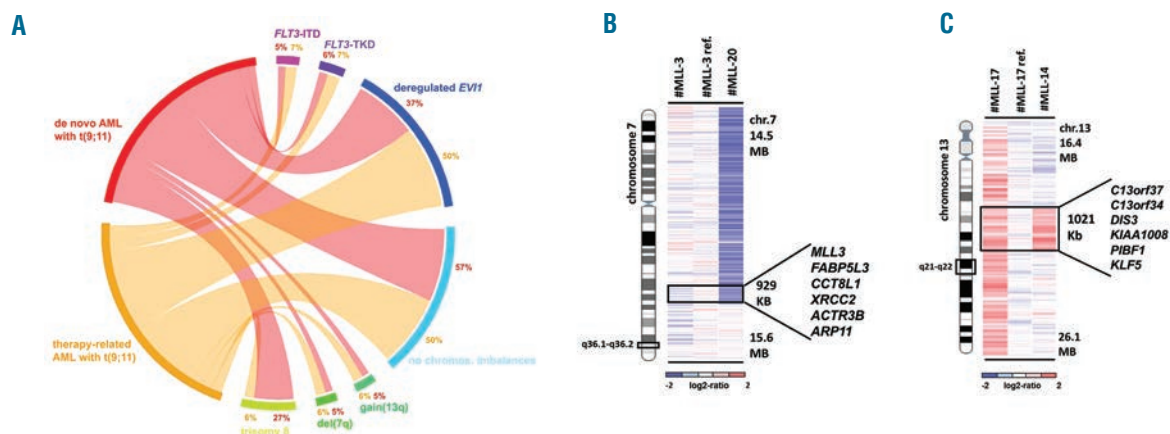 A
FLT3-ITD
5% 7%
FLT3-TKD
6% 7%
deregulated EVI1
37%
50%
de novo AML
with t(9;11)
57%
therapy-related
AML with t(9;11)
50%
no chromos. imbalances
6% 5%
gain(13q)
6% 5%
del(7q)
6% 27%
trisomy 8
B
#MLL-3
#MLL-3 ref.
#MLL-20
chromosome 7
chr.7
14.5
MB
929
KB
15.6
MB
q36.1-q36.2
MLL3
FABP5L3
CCT8L1
XRCC2
ACTR3B
ARP11
-2 log2-ratio 2
C
#MLL-17
#MLL-17 ref.
#MLL-14
chromosome 13
chr.13
16.4
MB
1021
Kb
26.1
MB
q21-q22
C13orf37
C13orf34
DIS3
KIAA1008
PIBF1
KLF5
-2 log2-ratio 2